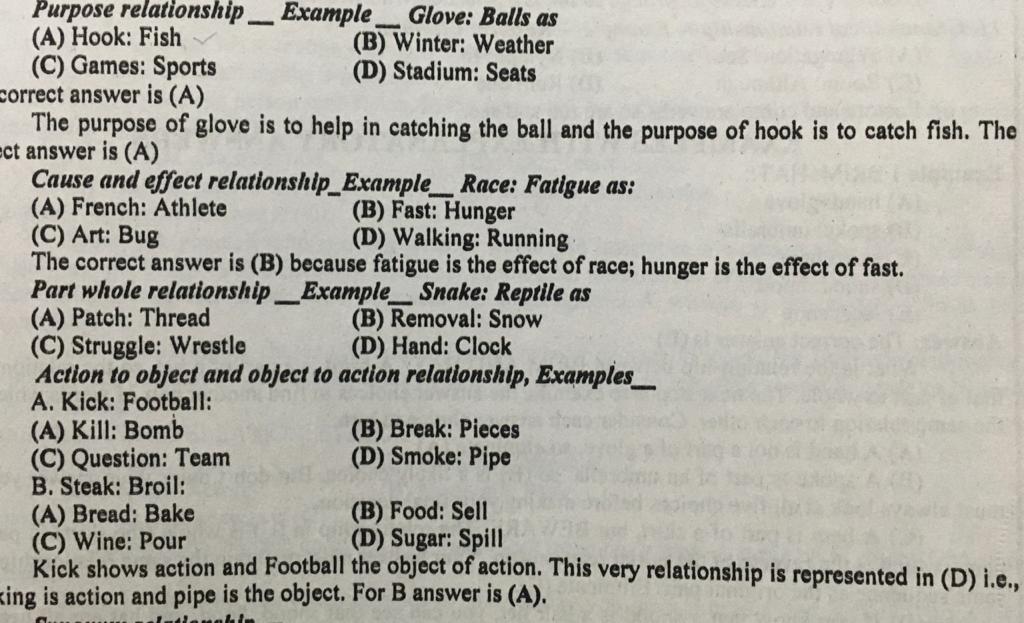 Purpose relationship __ Example __ Glove: Balls as
(A) Hook: Fish (B) Winter: Weather
(C) Games: Sports (D) Stadium: Seats
correct answer is (A)
The purpose of glove is to help in catching the ball and the purpose of hook is to catch fish. The
ct answer is (A)
Cause and effect relationship_Example__ Race: Fatigue as:
(A) French: Athlete (B) Fast: Hunger
(C) Art: Bug (D) Walking: Running
The correct answer is (B) because fatigue is the effect of race; hunger is the effect of fast.
Part whole relationship __Example__ Snake: Reptile as
(A) Patch: Thread (B) Removal: Snow
(C) Struggle: Wrestle (D) Hand: Clock
Action to object and object to action relationship, Examples__
A. Kick: Football:
(A) Kill: Bomb (B) Break: Pieces
(C) Question: Team (D) Smoke: Pipe
B. Steak: Broil:
(A) Bread: Bake (B) Food: Sell
(C) Wine: Pour (D) Sugar: Spill
Kick shows action and Football the object of action. This very relationship is represented in (D) i.e.,
king is action and pipe is the object. For B answer is (A).